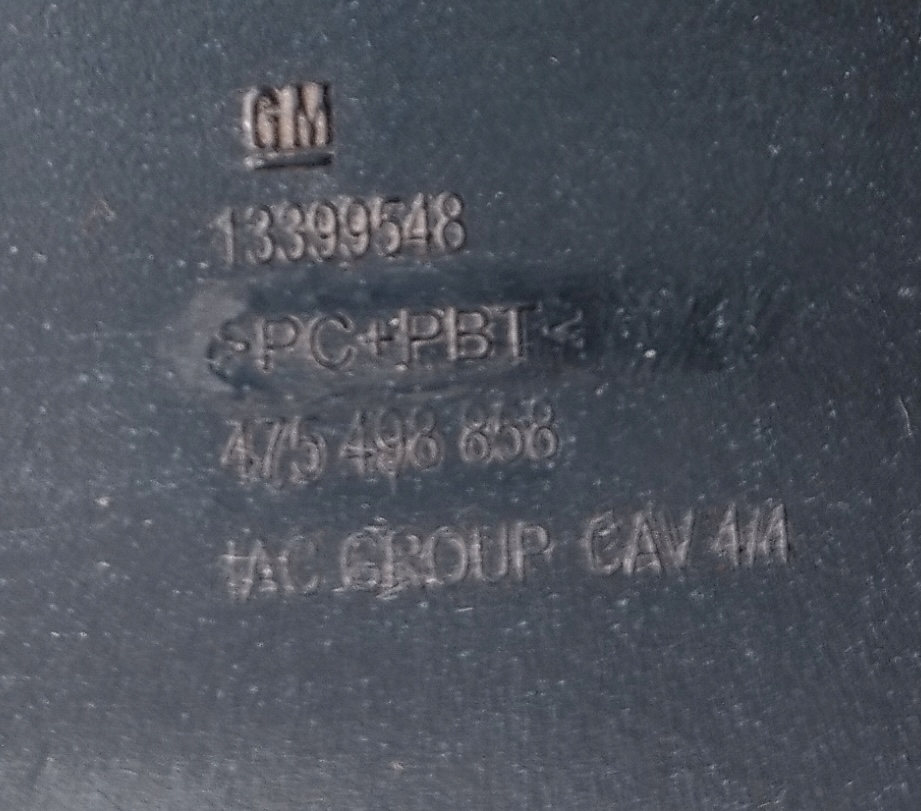 GM
13399548
>PC+PBT<
475 498 858
IAC GROUP CAV 4/4